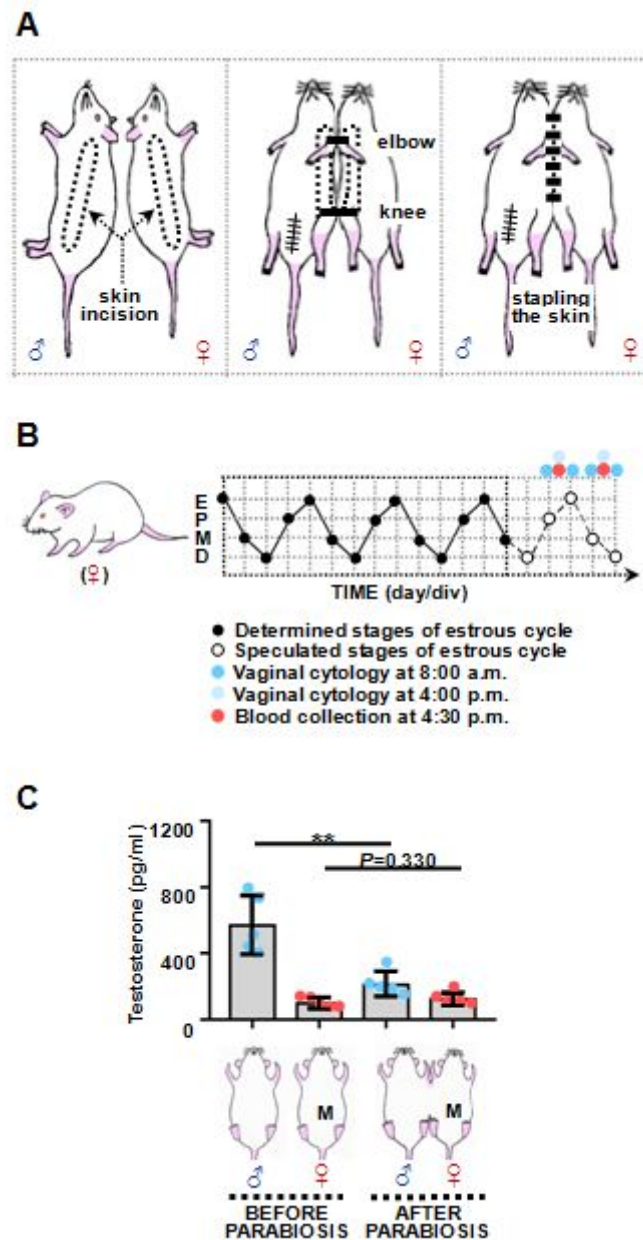 A
skin
incision
♂
♀
elbow
knee
♂
♀
stapling
the skin
♂
♀
B
(♀)
E
P
M
D
TIME (day/div)
Determined stages of estrous cycle
Speculated stages of estrous cycle
Vaginal cytology at 8:00 a.m.
Vaginal cytology at 4:00 p.m.
Blood collection at 4:30 p.m.
C
Testosterone (pg/ml)
1200
800
400
0
**
P=0.330
M
M
♂
♀
♂
♀
BEFORE
PARABIOSIS
AFTER
PARABIOSIS